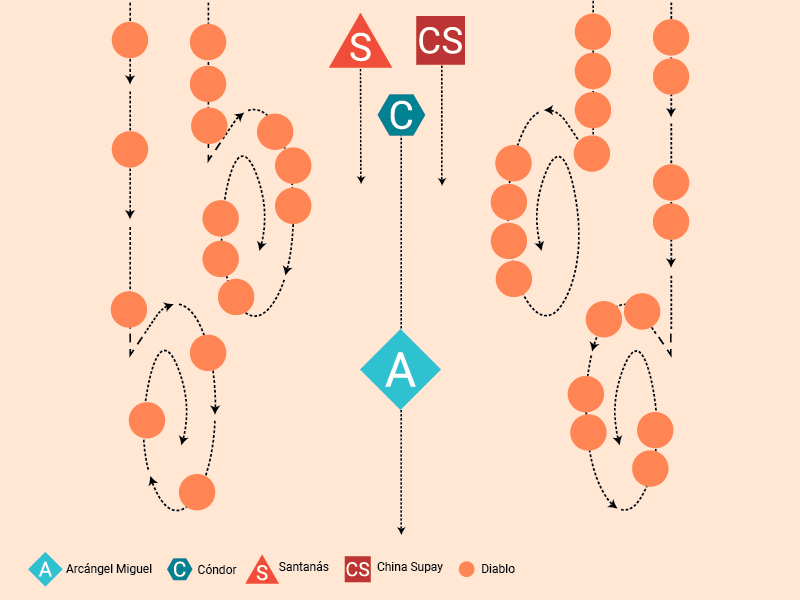 S
CS
C
A
A Arcángel Miguel
C Cóndor
S Santanás
CS China Supay
Diablo